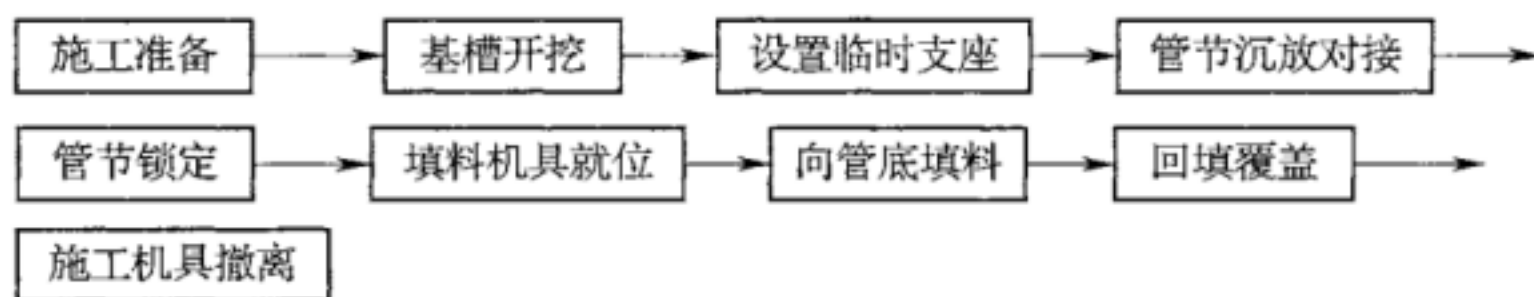 施工准备 基槽开挖 设置临时支座 管节沉放对接
管节锁定 填料机具就位 向管底填料 回填覆盖
施工机具撤离